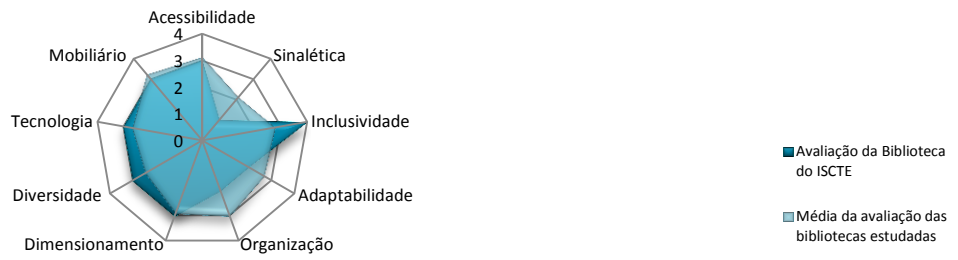 Acessibilidade
4
Mobiliário
3
Sinalética
2
Tecnologia
1
Inclusividade
0
Avaliação da Biblioteca
do ISCTE
Diversidade
Adaptabilidade
Média da avaliação das
bibliotecas estudadas
Dimensionamento
Organização